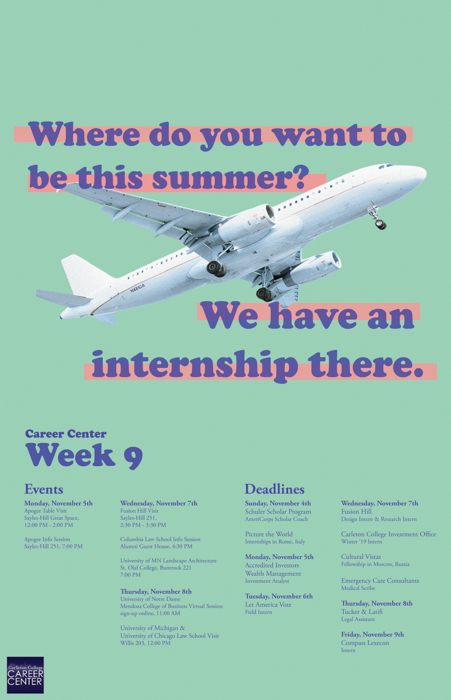 Where do you want to
be this summer?
We have an
internship there.
Career Center
Week 9
Events
Monday, November 5th
Apogee Table Visit
Sayles-Hill Great Space,
12:00 PM - 2:00 PM
Apogee Info Session
Sayles-Hill 251, 7:00 PM
Wednesday, November 7th
Fusion Hill Visit
Sayles-Hill 251,
2:30 PM - 3:30 PM
Columbia Law School Info Session
Alumni Guest House, 4:30 PM
University of MN Landscape Architecture
St. Olaf College, Buntrock 221
7:00 PM
Thursday, November 8th
University of Notre Dame
Mendoza College of Business Virtual Session
sign-up online, 11:00 AM
University of Michigan &
University of Chicago Law School Visit
Willis 203, 12:00 PM
Deadlines
Sunday, November 4th
Schuler Scholar Program
AmeriCorps Scholar Coach
Picture the World
Internships in Rome, Italy
Monday, November 5th
Accredited Investors
Wealth Management
Investment Analyst
Tuesday, November 6th
Let America Vote
Field Intern
Wednesday, November 7th
Fusion Hill
Design Intern & Research Intern
Carleton College Investment Office
Winter '19 Intern
Cultural Vistas
Fellowship in Moscow, Russia
Emergency Care Consultants
Medical Scribe
Thursday, November 8th
Tucker & Latifi
Legal Assistant
Friday, November 9th
Compass Lexecon
Intern
Carleton College
CAREER
CENTER